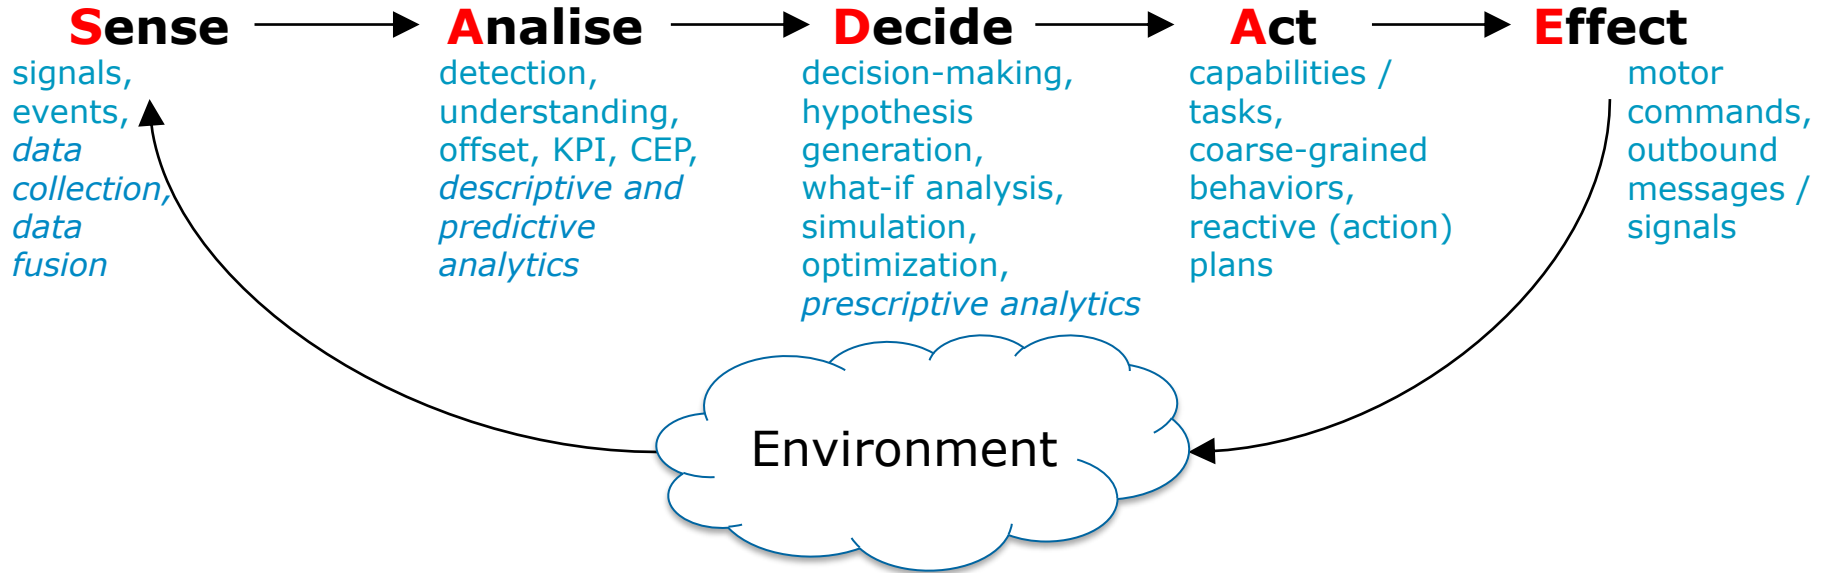 Sense
Analise
Decide
Act
Effect
signals,
events,
data
collection,
data
fusion
detection,
understanding,
offset, KPI, CEP,
descriptive and
predictive
analytics
decision-making,
hypothesis
generation,
what-if analysis,
simulation,
optimization,
prescriptive analytics
capabilities /
tasks,
coarse-grained
behaviors,
reactive (action)
plans
motor
commands,
outbound
messages /
signals
Environment